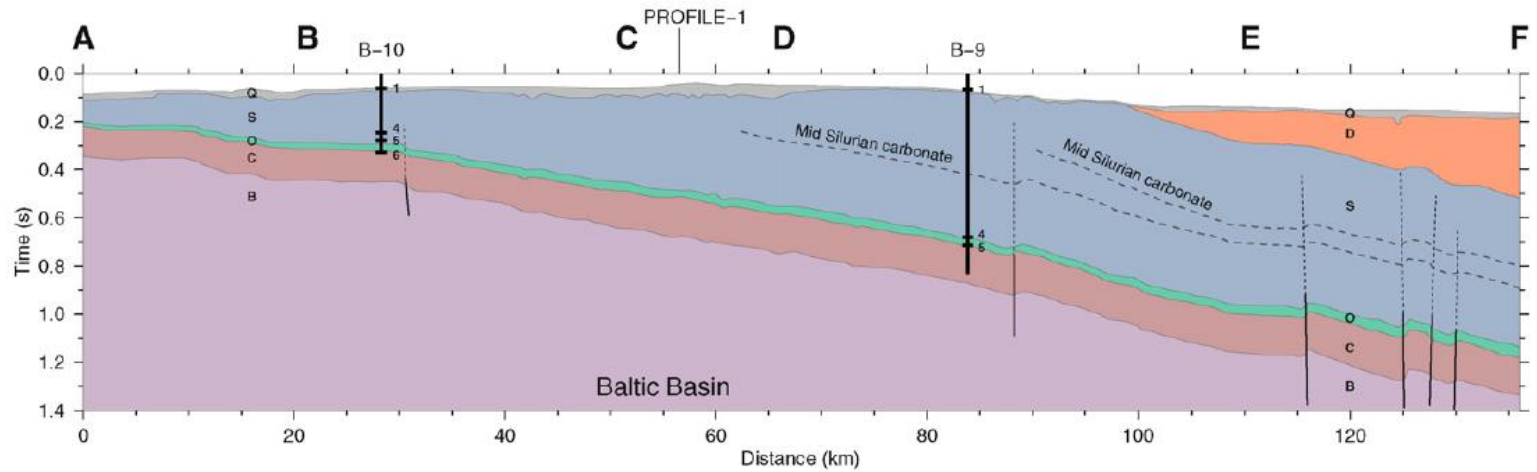 PROFILE−1
A B C D E F
B−10 B−9
0.0
0.2
0.4
0.6
0.8
1.0
1.2
1.4
Time (s)
Q
S
O
C
B
1
4
5
6
Mid Silurian carbonate
1
4
5
Mid Silurian carbonate
Q
D
S
O
C
B
Baltic Basin
0 20 40 60 80 100 120
Distance (km)